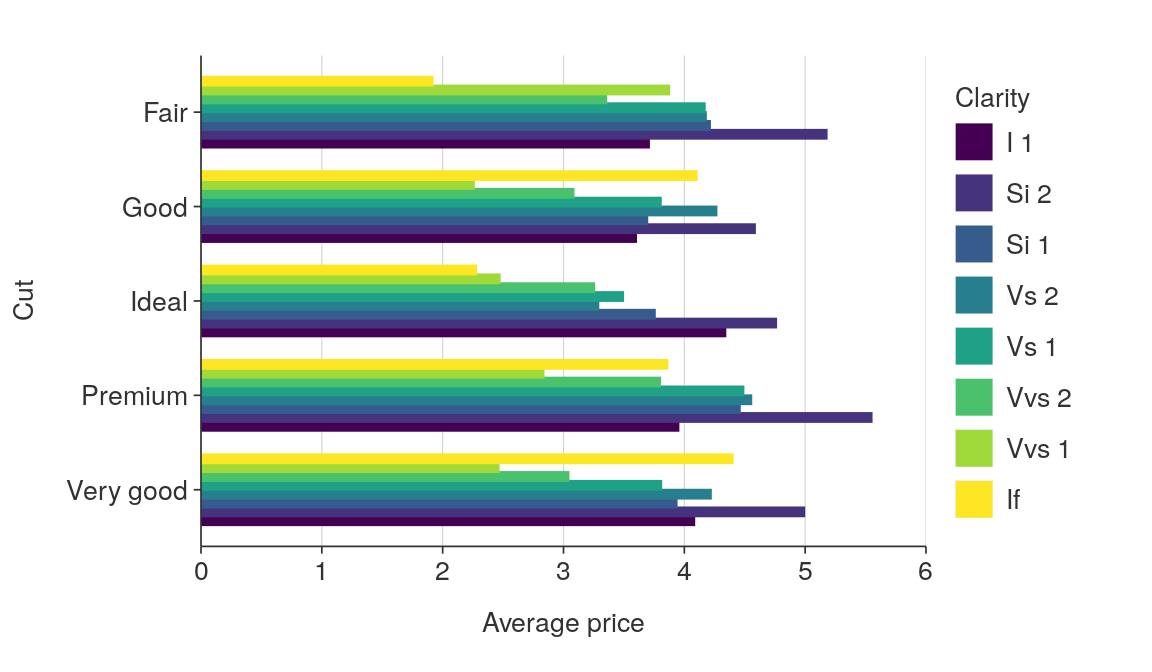 Fair
Good
Ideal
Premium
Very good
Cut
0 1 2 3 4 5 6
Average price
Clarity
I 1
Si 2
Si 1
Vs 2
Vs 1
Vvs 2
Vvs 1
If